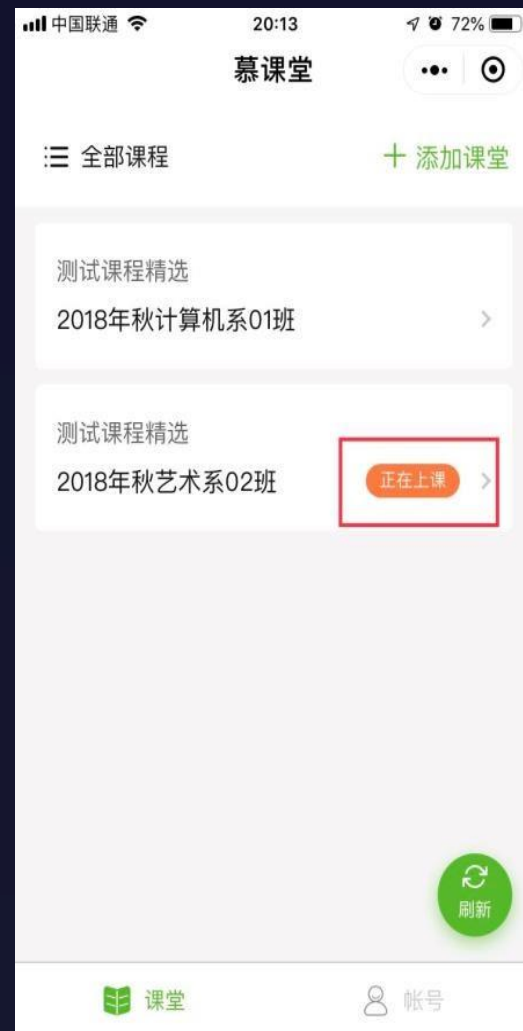 中国联通 20:13 72%
慕课堂
全部课程 添加课堂
测试课程精选
2018年秋计算机系01班
测试课程精选
2018年秋艺术系02班 正在上课
刷新
课堂 帐号